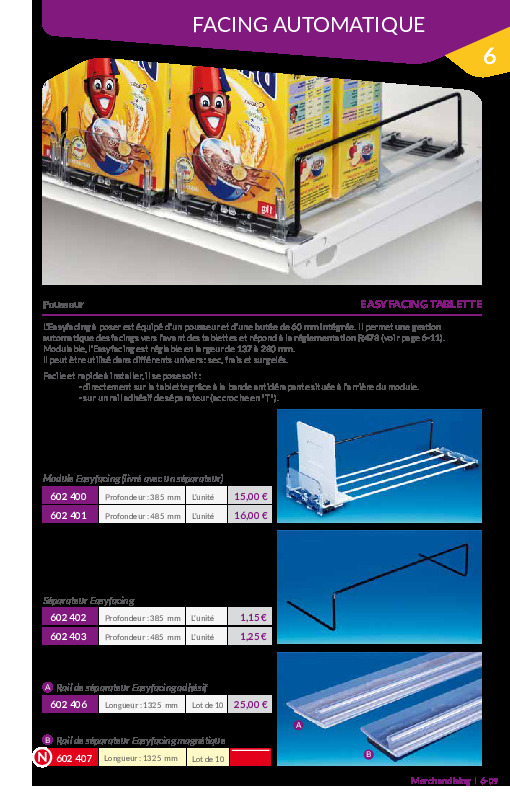 FACING AUTOMATIQUE
6
Pousseur
EASYFACING TABLETTE
L'Easyfacing à poser est équipé d'un pousseur et d'une butée de 60 mm intégrée. Il permet une gestion
automatique des facings vers l'avant des tablettes et répond à la réglementation R478 (voir page 6-11).
Modulable, l'Easyfacing est réglable en largeur de 137 à 280 mm.
Il peut être utilisé dans différents univers : sec, frais et surgelés.
Facile et rapide à installer, il se pose soit :
- directement sur la tablette grâce à la bande antidérapante située à l'arrière du module.
- sur un rail adhésif de séparateur (accroche en "T").
Module Easyfacing (livré avec un séparateur)
602 400 Profondeur : 385 mm L'unité 15,00 €
602 401 Profondeur : 485 mm L'unité 16,00 €
Séparateur Easyfacing
602 402 Profondeur : 385 mm L'unité 1,15 €
602 403 Profondeur : 485 mm L'unité 1,25 €
A Rail de séparateur Easyfacing adhésif
602 406 Longueur : 1325 mm Lot de 10 25,00 €
B Rail de séparateur Easyfacing magnétique
N 602 407 Longueur : 1325 mm Lot de 10
A
B
Merchandising | 6-09